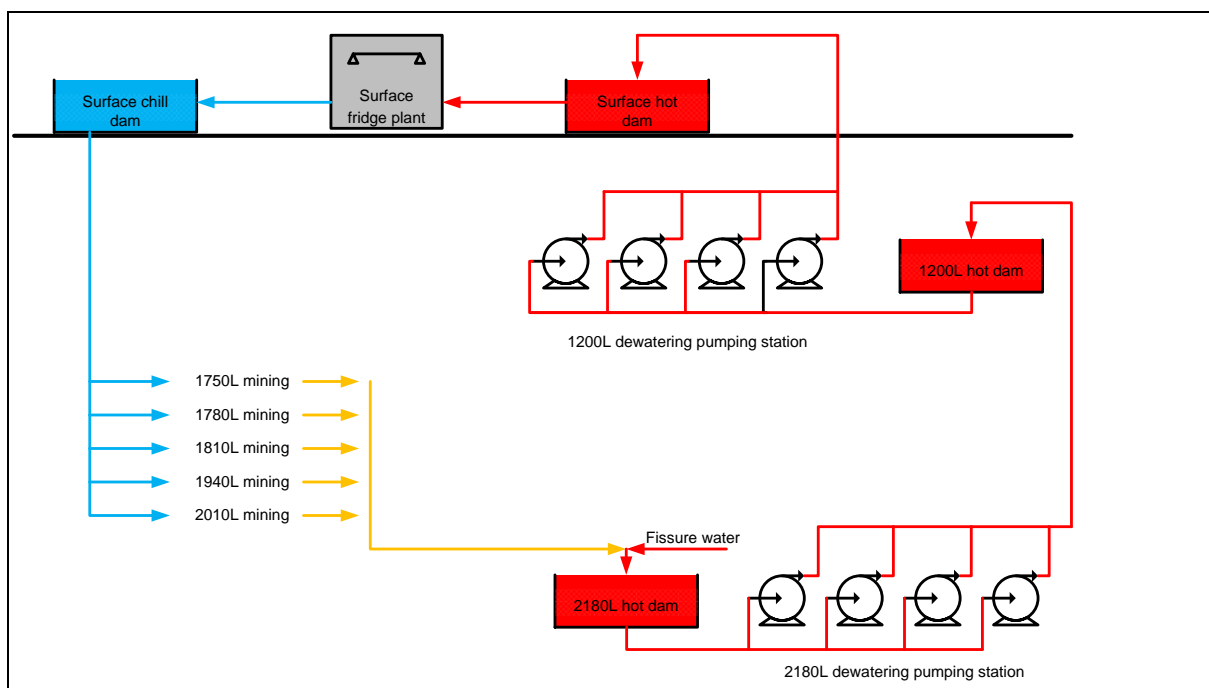 Surface chill
dam
Surface
fridge plant
Surface hot
dam
1200L hot dam
1200L dewatering pumping station
1750L mining
1780L mining
1810L mining
1940L mining
2010L mining
Fissure water
2180L hot dam
2180L dewatering pumping station